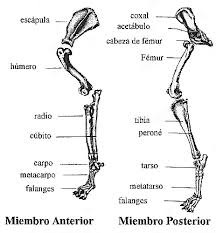 escápula
húmero
radio
cúbito
carpo
metacarpo
falanges
Miembro Anterior
coxal
acetábulo
cabeza de fémur
Fémur
tibia
peroné
tarso
metatarso
falanges
Miembro Posterior